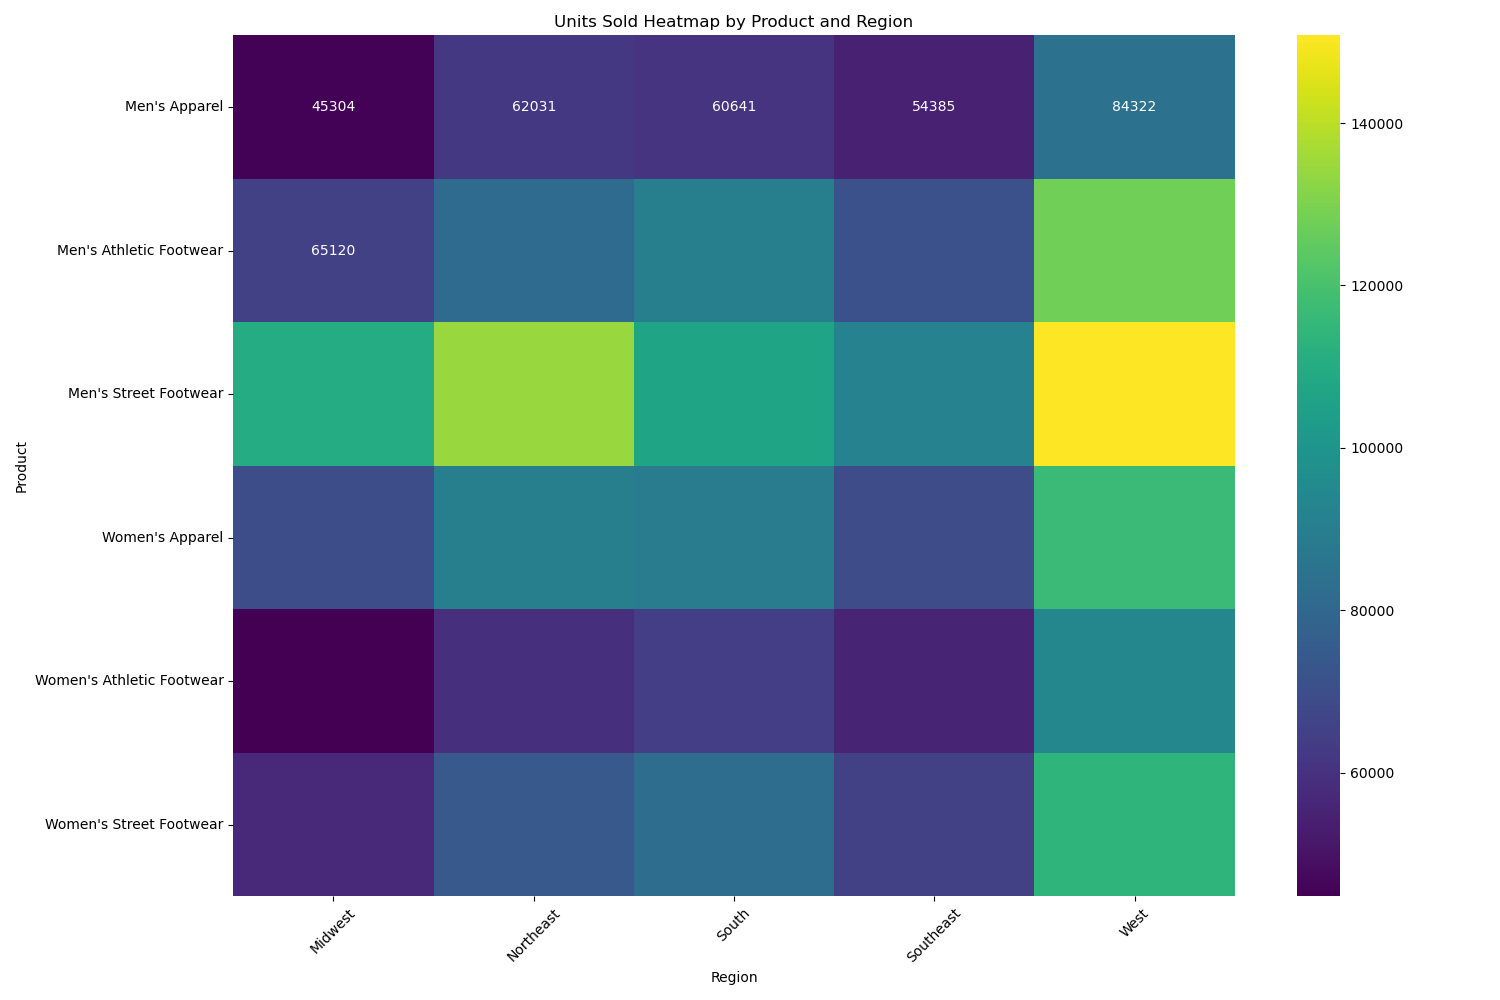 Units Sold Heatmap by Product and Region
Men's Apparel
45304
62031
60641
54385
84322
140000
Men's Athletic Footwear
65120
120000
Men's Street Footwear
100000
Product
Women's Apparel
80000
Women's Athletic Footwear
60000
Women's Street Footwear
Midwest
Northeast
South
Southeast
West
Region